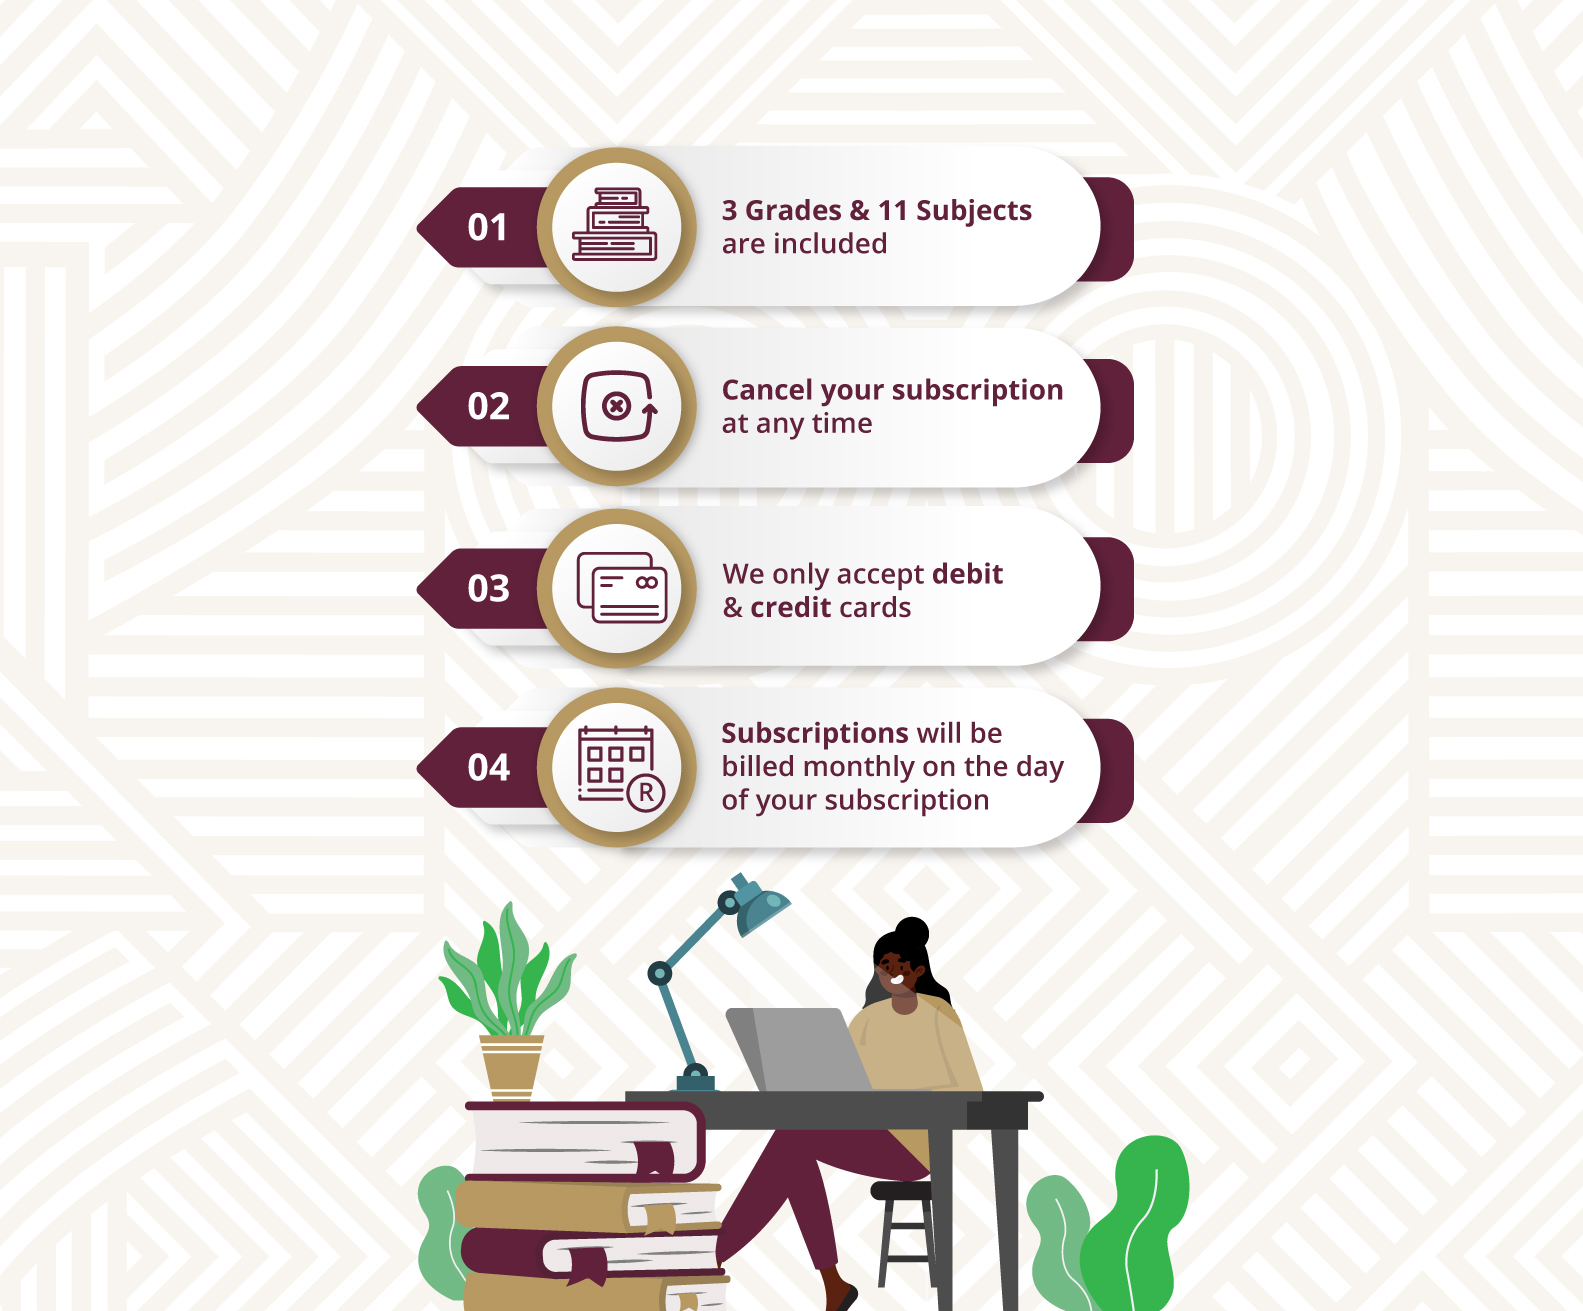 01
3 Grades & 11 Subjects
are included
02
Cancel your subscription
at any time
03
We only accept debit
& credit cards
04
R
Subscriptions will be
billed monthly on the day
of your subscription